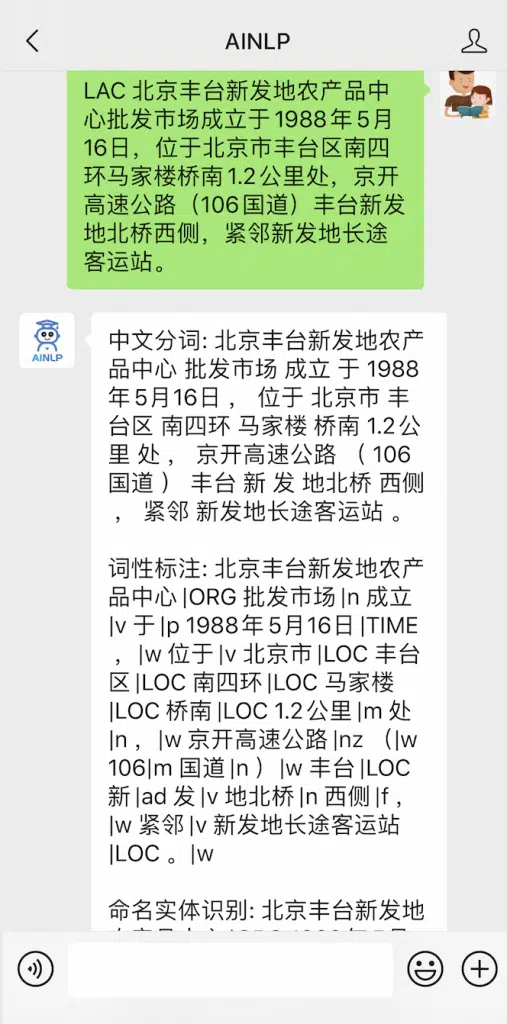 AINLP
LAC 北京丰台新发地农产品中
心批发市场成立于1988年5月
16日，位于北京市丰台区南四
环马家楼桥南1.2公里处，京开
高速公路（106国道）丰台新发
地北桥西侧，紧邻新发地长途
客运站。
AINLP
中文分词: 北京丰台新发地农产
品中心 批发市场 成立 于 1988
年5月16日 ， 位于 北京市 丰
台区 南四环 马家楼 桥南 1.2公
里 处 ， 京开高速公路 （ 106
国道 ） 丰台 新 发 地北桥 西侧
， 紧邻 新发地长途客运站 。
词性标注: 北京丰台新发地农产
品中心|ORG 批发市场|n 成立
|v 于|p 1988年5月16日|TIME
，|w 位于|v 北京市|LOC 丰台
区|LOC 南四环|LOC 马家楼
|LOC 桥南|LOC 1.2公里|m 处
|n ，|w 京开高速公路|nz （|w
106|m 国道|n ）|w 丰台|LOC
新|ad 发|v 地北桥|n 西侧|f ，
|w 紧邻|v 新发地长途客运站
|LOC 。|w
命名实体识别: 北京丰台新发地